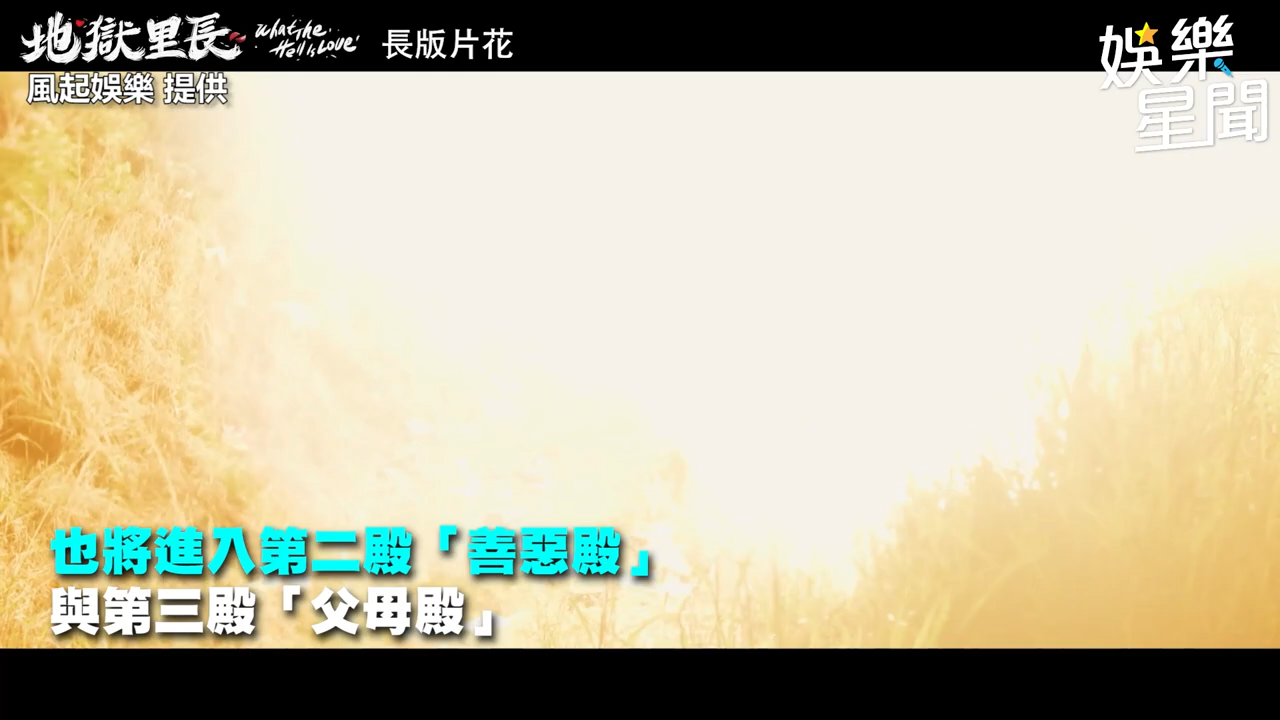 地獄里長 What the Hell is Love 長版片花
風起娛樂 提供
娛樂
星聞
也將進入第二殿「善惡殿」
與第三殿「父母殿」